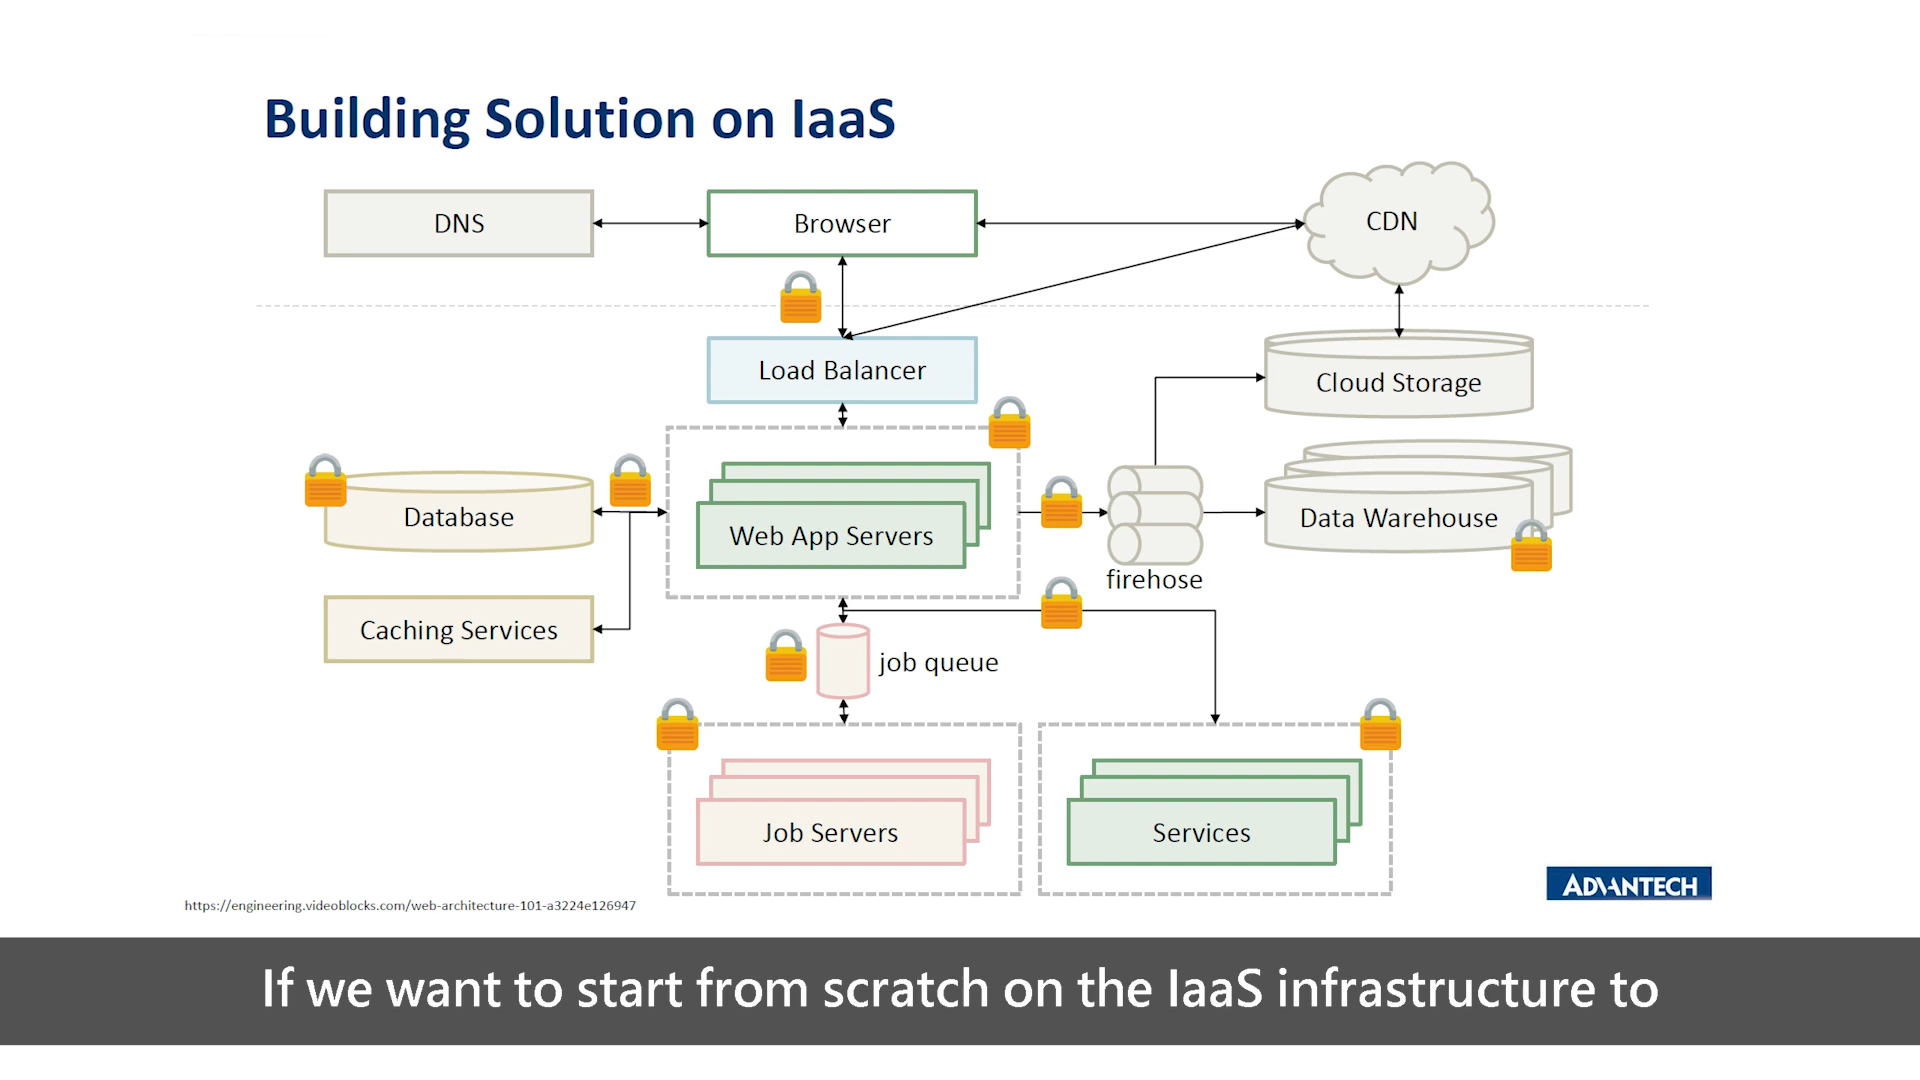 Building Solution on IaaS
DNS
Browser
CDN
Load Balancer
Cloud Storage
Database
Web App Servers
Data Warehouse
firehose
Caching Services
job queue
Job Servers
Services
ADVANTECH
https://engineering.videoblocks.com/web-architecture-101-a3224e126947
If we want to start from scratch on the IaaS infrastructure to